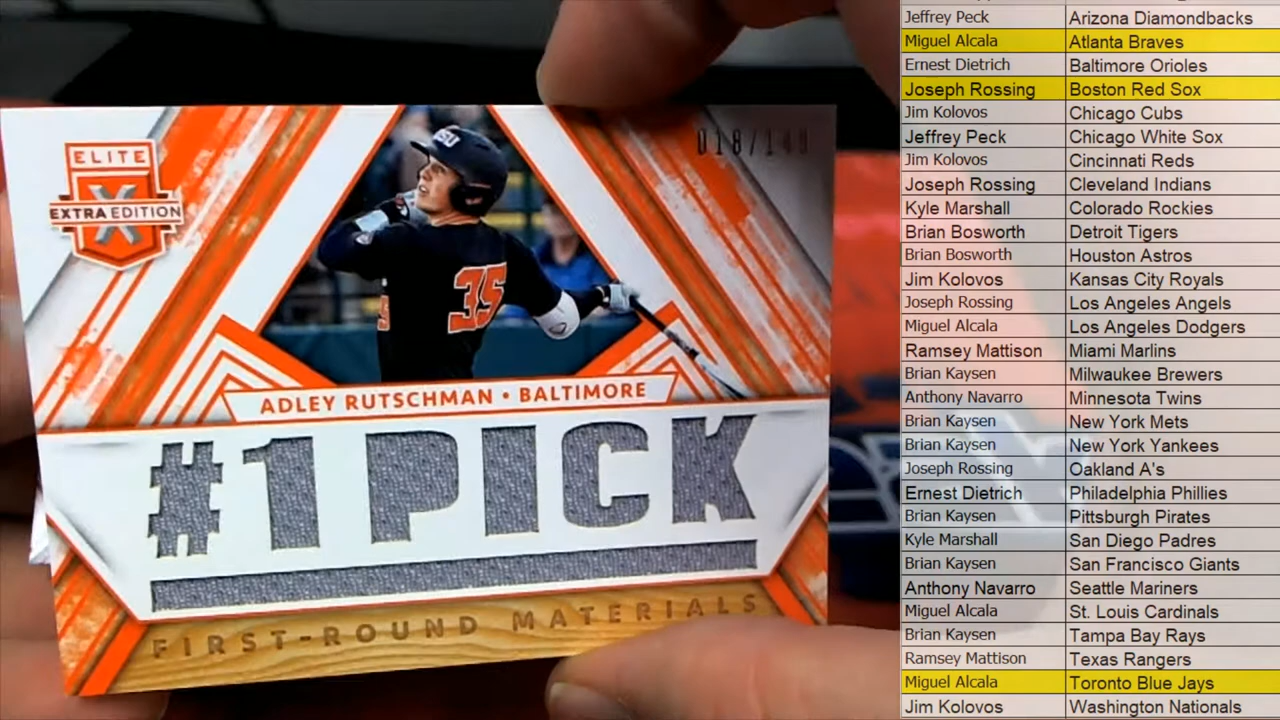 018/149
ELITE
X
EXTRA EDITION
OSU
35
ADLEY RUTSCHMAN • BALTIMORE
#1 PICK
FIRST-ROUND MATERIALS
Jeffrey Peck Arizona Diamondbacks
Miguel Alcala Atlanta Braves
Ernest Dietrich Baltimore Orioles
Joseph Rossing Boston Red Sox
Jim Kolovos Chicago Cubs
Jeffrey Peck Chicago White Sox
Jim Kolovos Cincinnati Reds
Joseph Rossing Cleveland Indians
Kyle Marshall Colorado Rockies
Brian Bosworth Detroit Tigers
Brian Bosworth Houston Astros
Jim Kolovos Kansas City Royals
Joseph Rossing Los Angeles Angels
Miguel Alcala Los Angeles Dodgers
Ramsey Mattison Miami Marlins
Brian Kaysen Milwaukee Brewers
Anthony Navarro Minnesota Twins
Brian Kaysen New York Mets
Brian Kaysen New York Yankees
Joseph Rossing Oakland A's
Ernest Dietrich Philadelphia Phillies
Brian Kaysen Pittsburgh Pirates
Kyle Marshall San Diego Padres
Brian Kaysen San Francisco Giants
Anthony Navarro Seattle Mariners
Miguel Alcala St. Louis Cardinals
Brian Kaysen Tampa Bay Rays
Ramsey Mattison Texas Rangers
Miguel Alcala Toronto Blue Jays
Jim Kolovos Washington Nationals